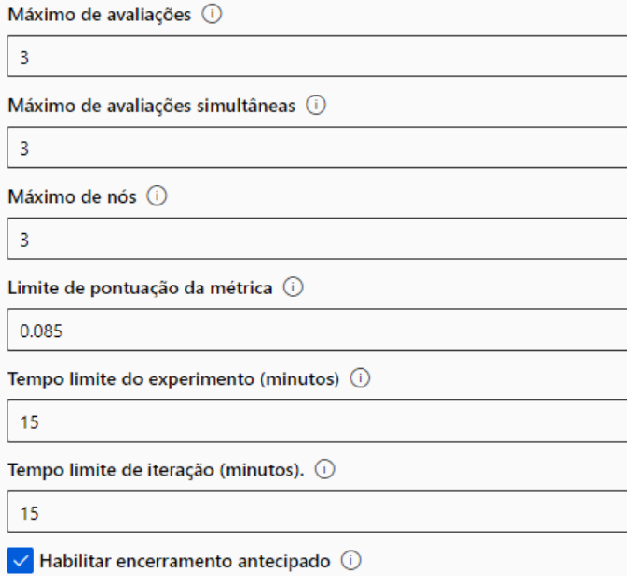 Máximo de avaliações
3
Máximo de avaliações simultâneas
3
Máximo de nós
3
Limite de pontuação da métrica
0.085
Tempo limite do experimento (minutos)
15
Tempo limite de iteração (minutos).
15
Habilitar encerramento antecipado